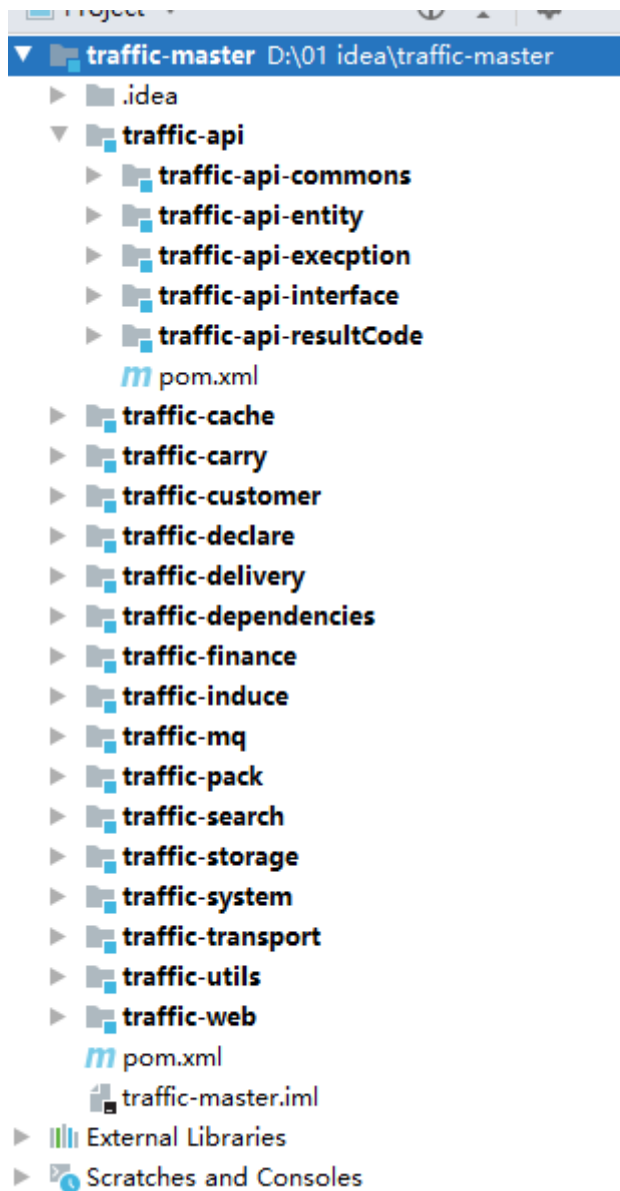 Project
traffic-master D:\01 idea\traffic-master
.idea
traffic-api
traffic-api-commons
traffic-api-entity
traffic-api-execption
traffic-api-interface
traffic-api-resultCode
pom.xml
traffic-cache
traffic-carry
traffic-customer
traffic-declare
traffic-delivery
traffic-dependencies
traffic-finance
traffic-induce
traffic-mq
traffic-pack
traffic-search
traffic-storage
traffic-system
traffic-transport
traffic-utils
traffic-web
pom.xml
traffic-master.iml
External Libraries
Scratches and Consoles